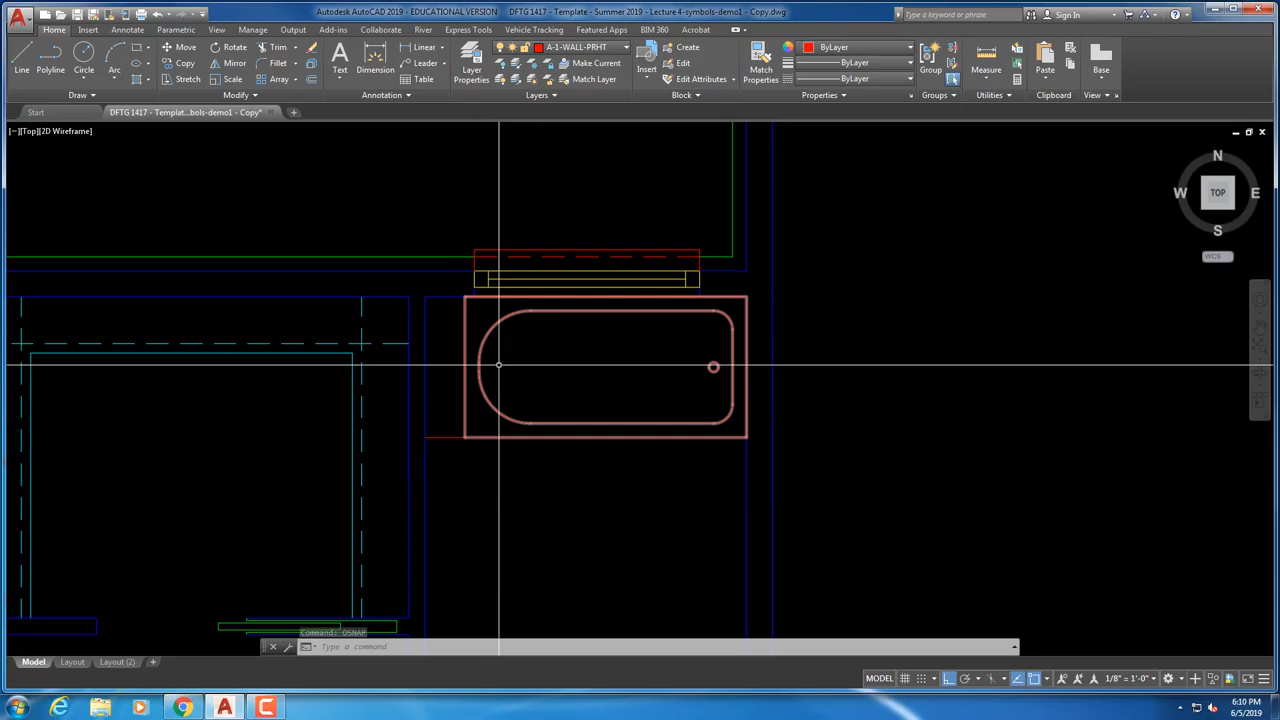 Autodesk AutoCAD 2019 - EDUCATIONAL VERSION DFTG 1417 - Template - Summer 2019 - Lecture 4-symbols-demo1 - Copy.dwg
Type a keyword or phrase
Sign In
Home Insert Annotate Parametric View Manage Output Add-ins Collaborate River Express Tools Vehicle Tracking Featured Apps BIM 360 Acrobat
Line Polyline Circle Arc
Move Rotate Trim
Copy Mirror Fillet
Stretch Scale Array
Text Dimension
Linear
Leader
Table
Layer Properties
A-1-WALL-PRHT
Make Current
Match Layer
Insert
Create
Edit
Edit Attributes
Match Properties
ByLayer
ByLayer
ByLayer
Group
Measure
Paste
Base
Draw Modify Annotation Layers Block Properties Groups Utilities Clipboard View
Start DFTG 1417 - Templat...bols-demo1 - Copy*
[−][Top][2D Wireframe]
N
W TOP E
S
WCS
Command: OSNAP
Type a command
Model Layout Layout (2)
MODEL 1/8" = 1'-0"
6:10 PM
6/5/2019